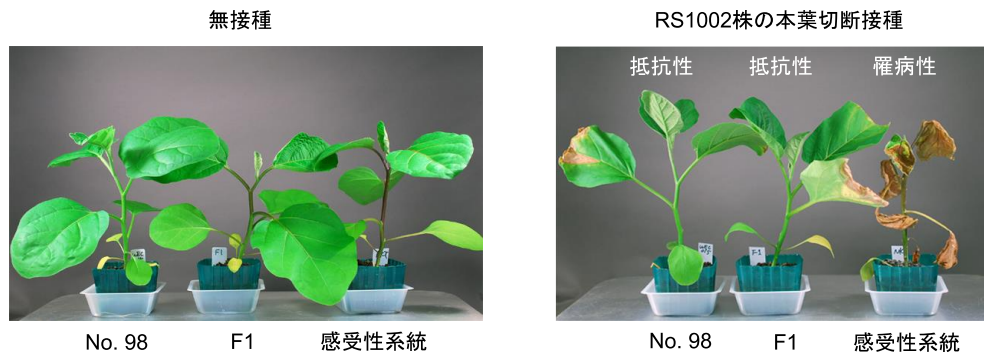 無接種
RS1002株の本葉切断接種
抵抗性 抵抗性 罹病性
F1
F1
No. 98 F1 感受性系統
No. 98 F1 感受性系統